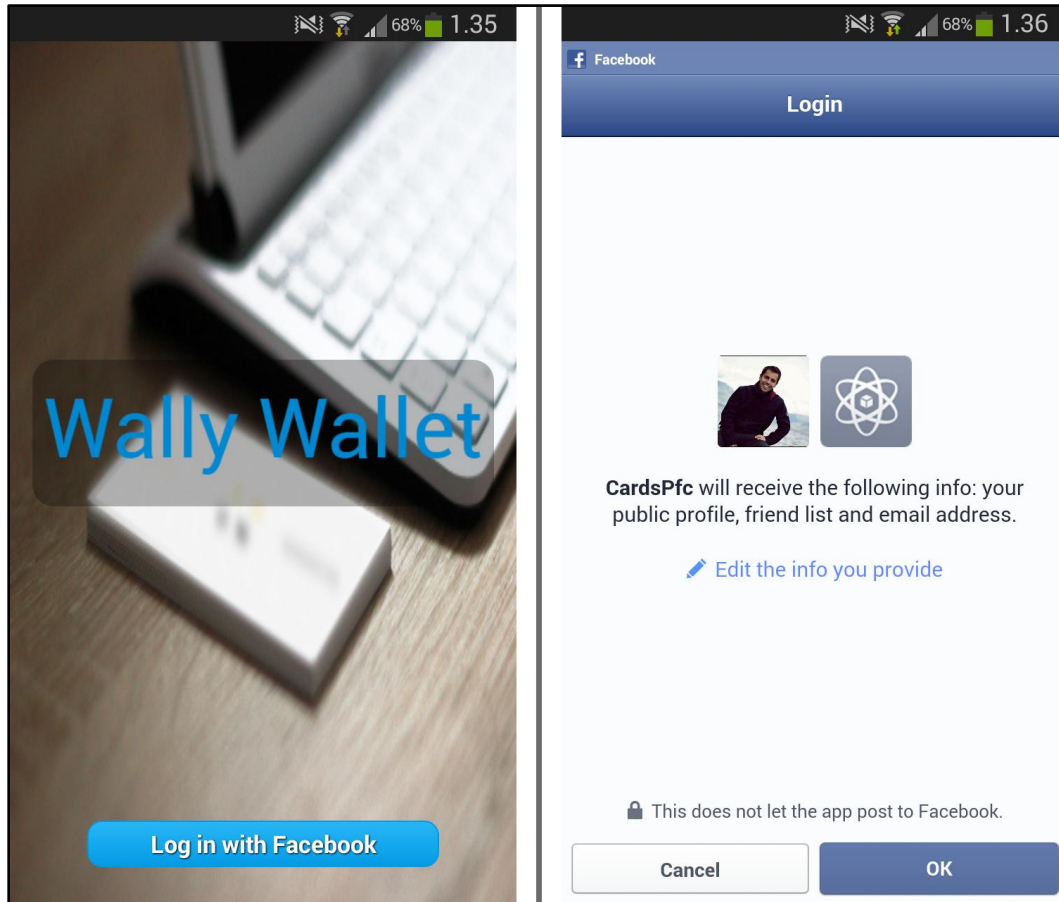 68% 1.35
Wally Wallet
Log in with Facebook
68% 1.36
f Facebook
Login
CardsPfc will receive the following info: your
public profile, friend list and email address.
Edit the info you provide
This does not let the app post to Facebook.
Cancel
OK